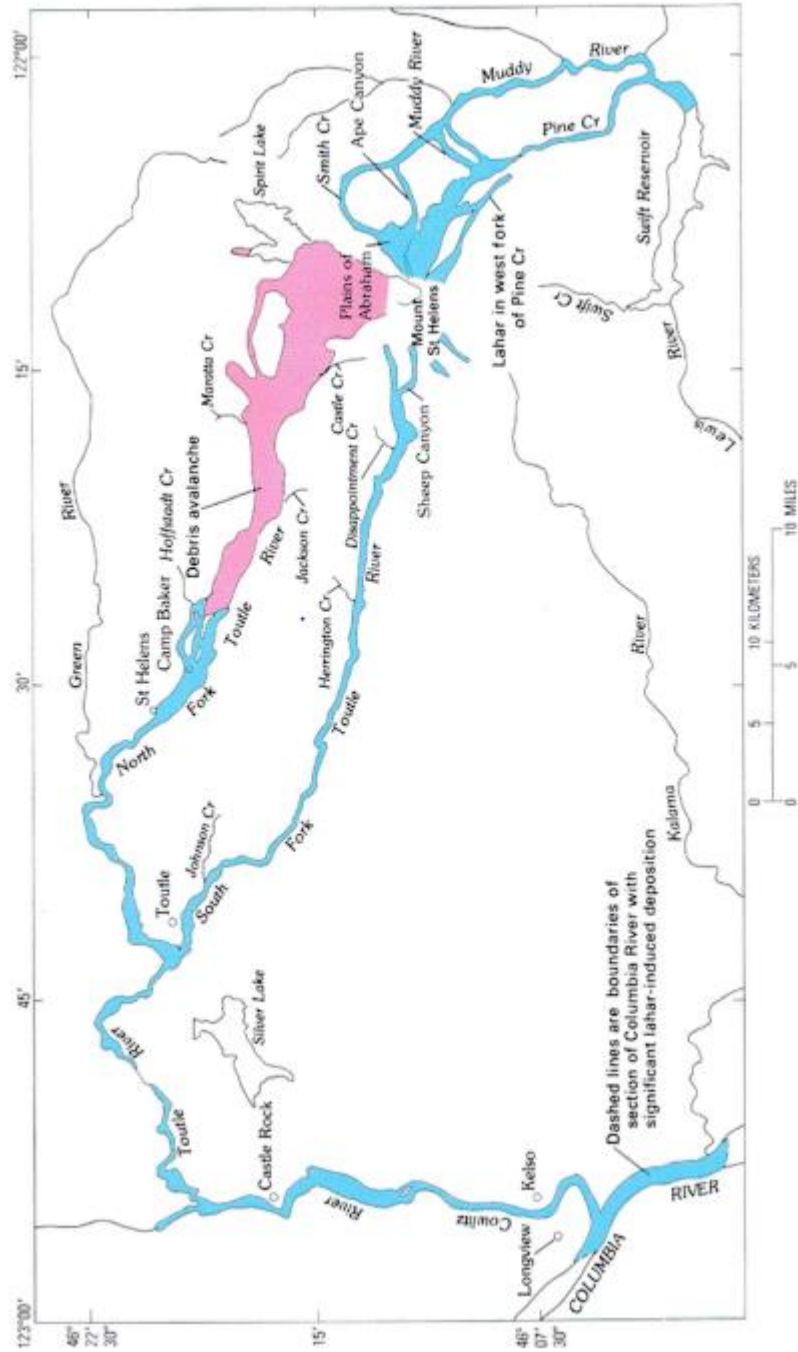 123°00'
45'
30'
15'
122°00'
46°
22'
30"
15'
46°
07'
30"
Green
River
St Helens
Camp Baker
Hoffstadt Cr
Debris avalanche
Maratta Cr
Spirit Lake
Smith Cr
Ape Canyon
Muddy River
Muddy
River
Pine Cr
Plains of
Abraham
Mount
St Helens
Lahar in west fork
of Pine Cr
Swift Reservoir
Swift Cr
Lewis
River
North
Fork
Toutle
River
Jackson Cr
Castle Cr
Sheep Canyon
Disappointment Cr
Herrington Cr
South
Fork
Toutle
River
Johnson Cr
Toutle
Toutle
River
Silver Lake
Castle Rock
Cowlitz
River
Kelso
Longview
COLUMBIA
RIVER
Dashed lines are boundaries of
section of Columbia River with
significant lahar-induced deposition
Kalama
River
0 5 10 KILOMETERS
0 5 10 MILES